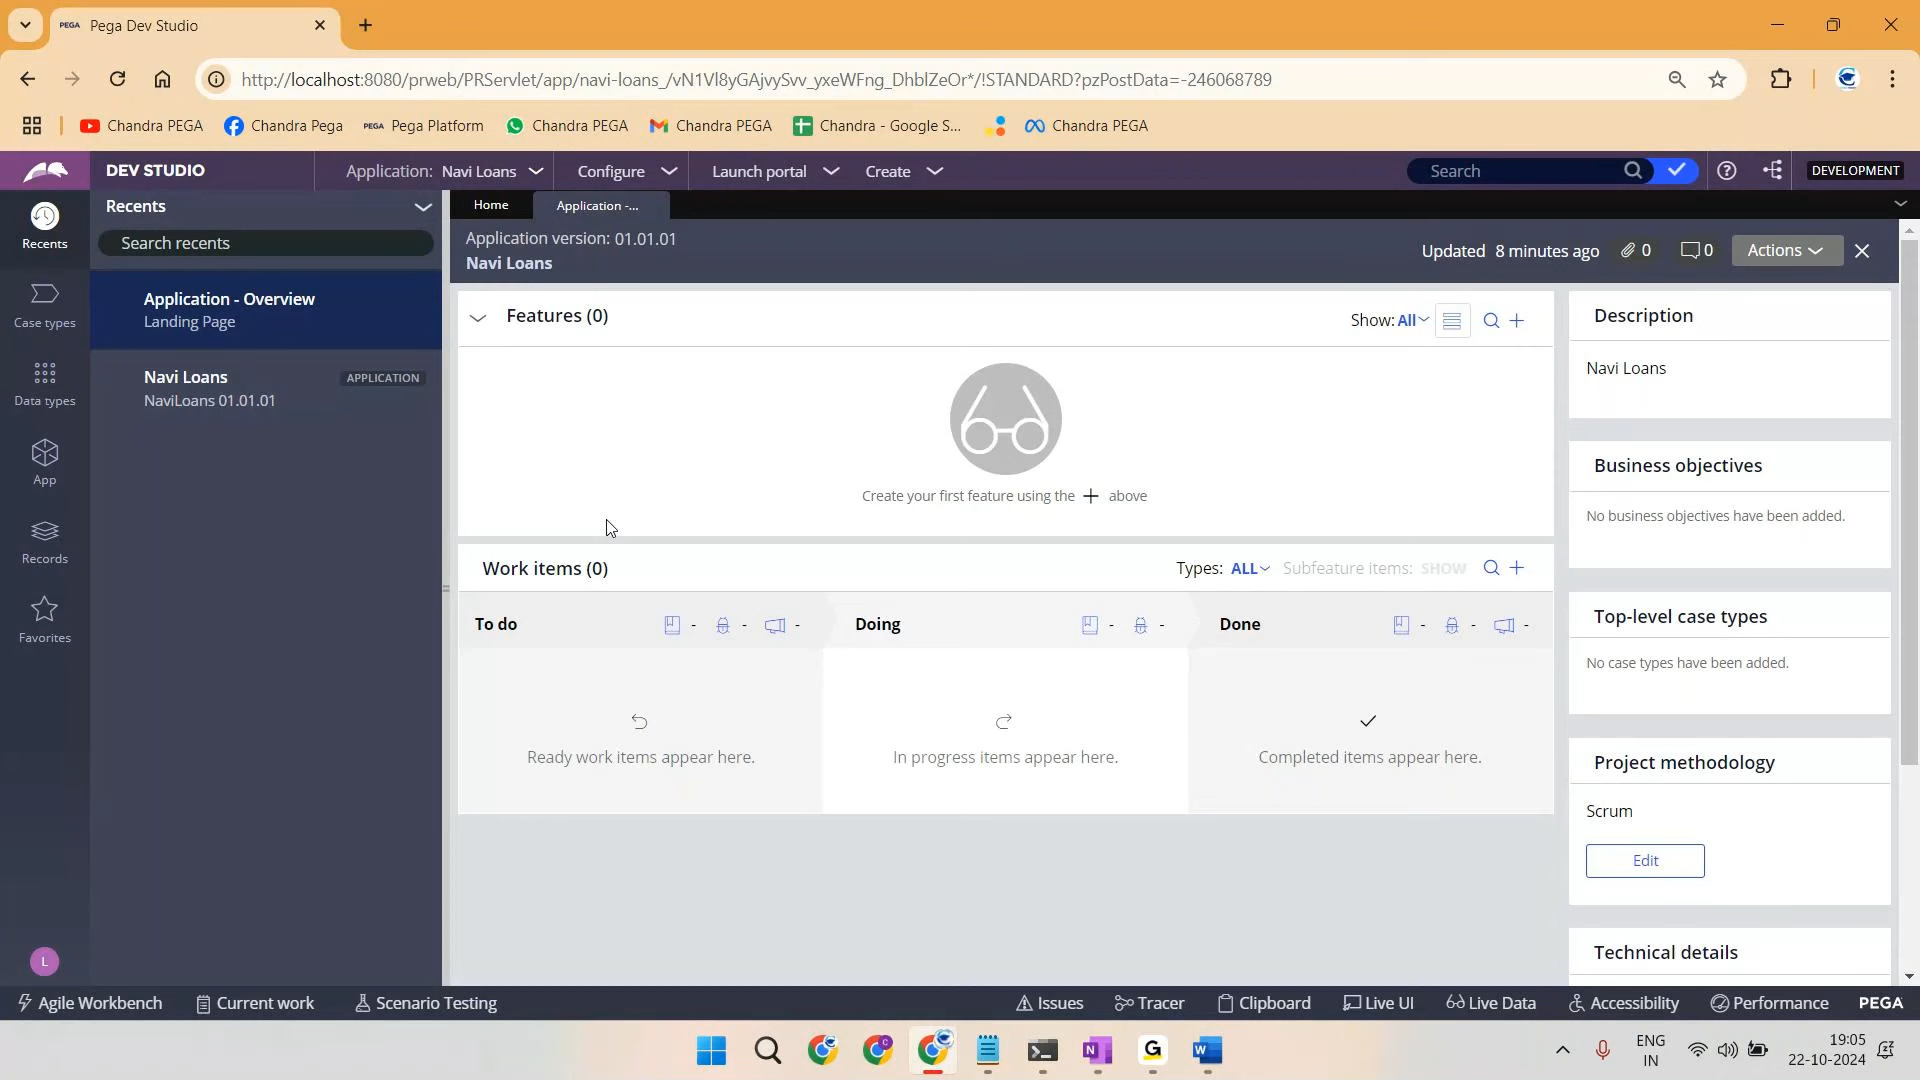 PEGA Pega Dev Studio
http://localhost:8080/prweb/PRServlet/app/navi-loans_/vN1Vl8yGAjvySvv_yxeWFng_DhblZeOr*/!STANDARD?pzPostData=-246068789
Chandra PEGA Chandra Pega PEGA Pega Platform Chandra PEGA Chandra PEGA Chandra - Google S... Chandra PEGA
DEV STUDIO Application: Navi Loans Configure Launch portal Create Search DEVELOPMENT
Recents
Search recents
Application - Overview
Landing Page
Navi Loans APPLICATION
NaviLoans 01.01.01
Recents
Case types
Data types
App
Records
Favorites
L
Home Application -...
Application version: 01.01.01
Navi Loans
Updated 8 minutes ago 0 0 Actions
Features (0) Show: All
Create your first feature using the + above
Work items (0) Types: ALL Subfeature items: SHOW
To do - - - Doing - - Done - - -
Ready work items appear here. In progress items appear here. Completed items appear here.
Description
Navi Loans
Business objectives
No business objectives have been added.
Top-level case types
No case types have been added.
Project methodology
Scrum
Edit
Technical details
Agile Workbench Current work Scenario Testing Issues Tracer Clipboard Live UI Live Data Accessibility Performance PEGA
ENG
IN
19:05
22-10-2024